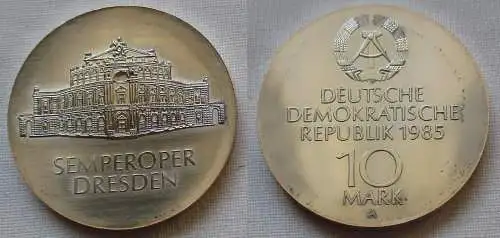 SEMPEROPER
DRESDEN
DEUTSCHE
DEMOKRATISCHE
REPUBLIK 1985
10
MARK
A